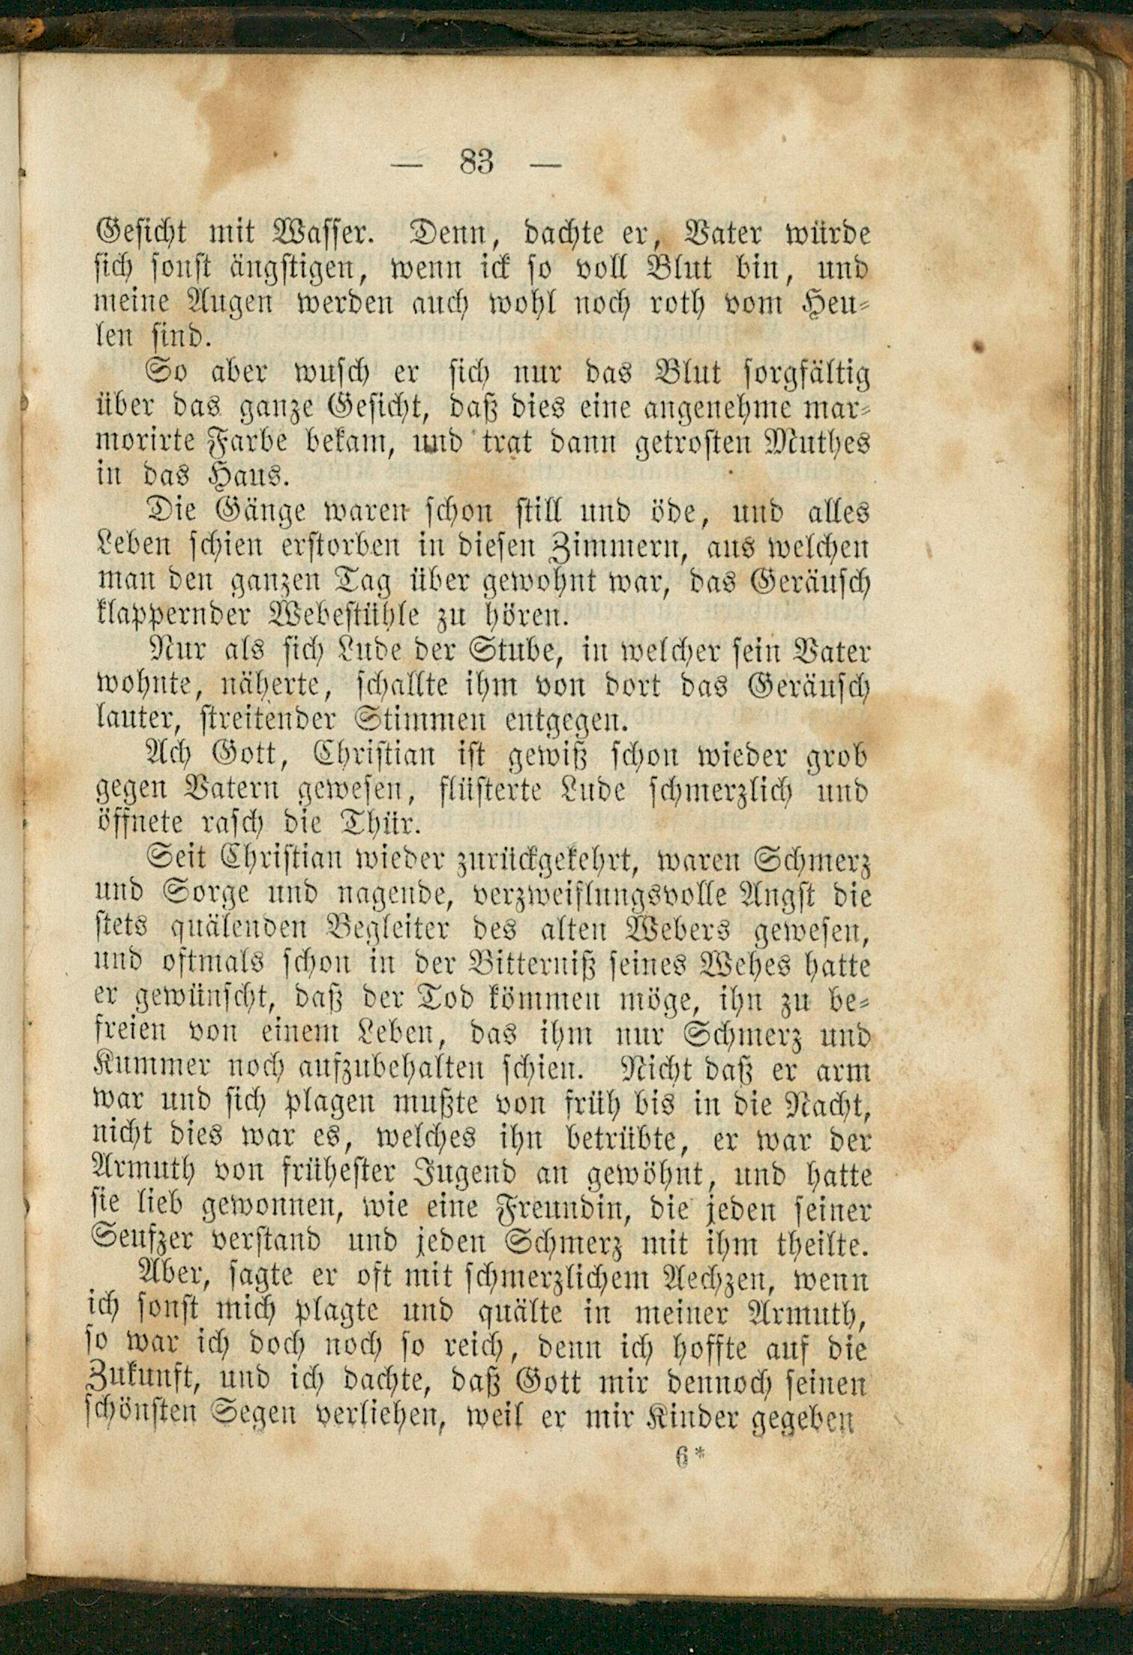 — 83 —
Gesicht mit Wasser. Denn, dachte er, Vater würde
sich sonst ängstigen, wenn ick so voll Blut bin, und
meine Augen werden auch wohl noch roth vom Heu-
len sind.
So aber wusch er sich nur das Blut sorgfältig
über das ganze Gesicht, daß dies eine angenehme mar-
morirte Farbe bekam, und trat dann getrosten Muthes
in das Haus.
Die Gänge waren schon still und öde, und alles
Leben schien erstorben in diesen Zimmern, aus welchen
man den ganzen Tag über gewohnt war, das Geräusch
klappernder Webestühle zu hören.
Nur als sich Lude der Stube, in welcher sein Vater
wohnte, näherte, schallte ihm von dort das Geräusch
lauter, streitender Stimmen entgegen.
Ach Gott, Christian ist gewiß schon wieder grob
gegen Vatern gewesen, flüsterte Lude schmerzlich und
öffnete rasch die Thür.
Seit Christian wieder zurückgekehrt, waren Schmerz
und Sorge und nagende, verzweiflungsvolle Angst die
stets quälenden Begleiter des alten Webers gewesen,
und oftmals schon in der Bitterniß seines Wehes hatte
er gewünscht, daß der Tod kömmen möge, ihn zu be-
freien von einem Leben, das ihm nur Schmerz und
Kummer noch aufzubehalten schien. Nicht daß er arm
war und sich plagen mußte von früh bis in die Nacht,
nicht dies war es, welches ihn betrübte, er war der
Armuth von frühester Jugend an gewöhnt, und hatte
sie lieb gewonnen, wie eine Freundin, die jeden seiner
Seufzer verstand und jeden Schmerz mit ihm theilte.
Aber, sagte er oft mit schmerzlichem Aechzen, wenn
ich sonst mich plagte und quälte in meiner Armuth,
so war ich doch noch so reich, denn ich hoffte auf die
Zukunft, und ich dachte, daß Gott mir dennoch seinen
schönsten Segen verliehen, weil er mir Kinder gegeben
6*